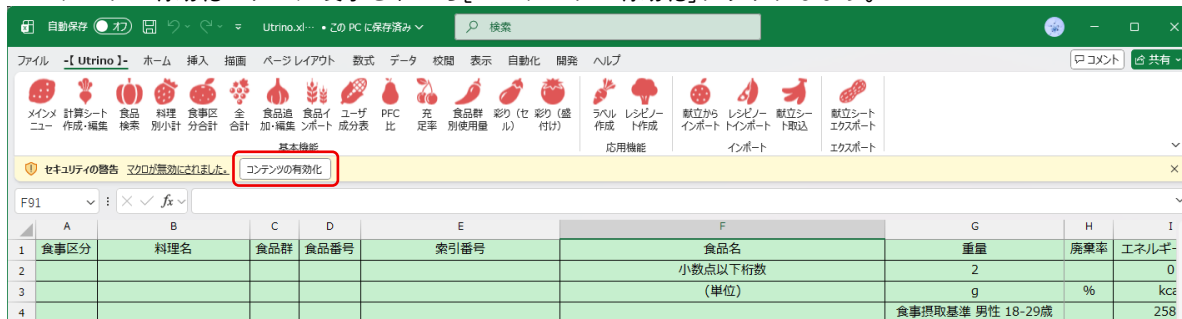 自動保存 オフ Utrino.xl… • この PC に保存済み 検索
ファイル -[ Utrino ]- ホーム 挿入 描画 ページ レイアウト 数式 データ 校閲 表示 自動化 開発 ヘルプ コメント 共有
メインメニュー 計算シート作成・編集 食品検索 料理別小計 食事区分合計 全合計 食品追加・編集 食品インポート ユーザ成分表 PFC比 充足率 食品群別使用量 彩り（セル） 彩り（盛付け） ラベル作成 レシピノート作成 献立からインポート レシピノートインポート 献立シート取込 献立シートエクスポート
基本機能 応用機能 インポート エクスポート
セキュリティの警告 マクロが無効にされました。 コンテンツの有効化
F91 fx
A B C D E F G H I
1 食事区分 料理名 食品群 食品番号 索引番号 食品名 重量 廃棄率 エネルギー
2 小数点以下桁数 2 0
3 (単位) g % kca
4 食事摂取基準 男性 18-29歳 258